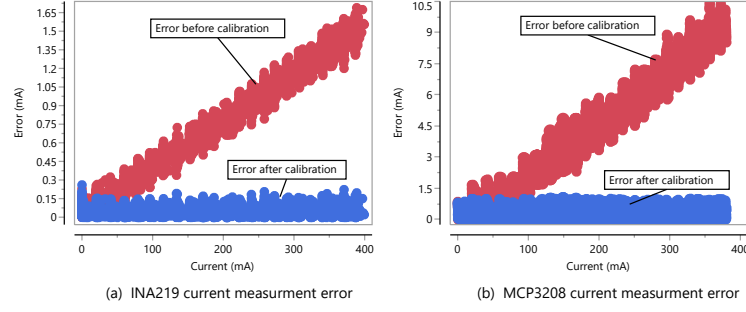 1.65
1.5
1.35
1.2
1.05
0.9
0.75
0.6
0.45
0.3
0.15
0
Error (mA)
Error before calibration
Error after calibration
0 100 200 300 400
Current (mA)
(a) INA219 current measurment error
10.5
9
7.5
6
4.5
3
1.5
0
Error (mA)
Error before calibration
Error after calibration
0 100 200 300 400
Current (mA)
(b) MCP3208 current measurment error